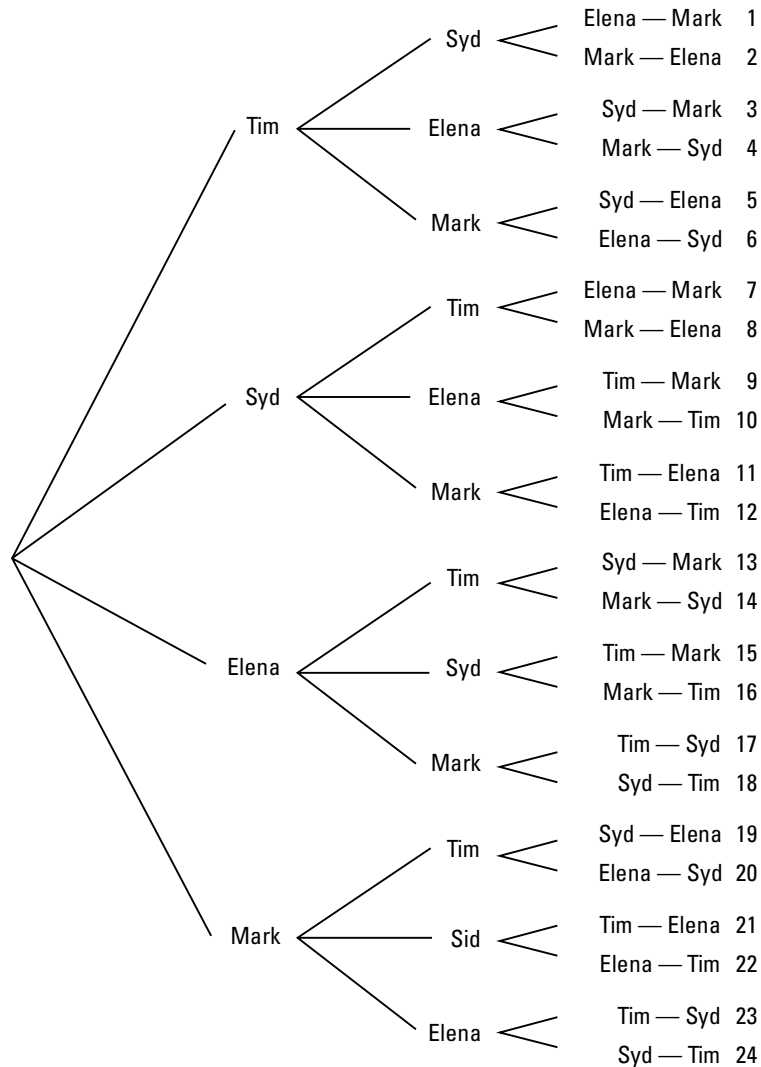 Elena — Mark 1
Syd
Mark — Elena 2
Syd — Mark 3
Tim Elena
Mark — Syd 4
Syd — Elena 5
Mark
Elena — Syd 6
Elena — Mark 7
Tim
Mark — Elena 8
Tim — Mark 9
Syd Elena
Mark — Tim 10
Tim — Elena 11
Mark
Elena — Tim 12
Syd — Mark 13
Tim
Mark — Syd 14
Tim — Mark 15
Elena Syd
Mark — Tim 16
Tim — Syd 17
Mark
Syd — Tim 18
Syd — Elena 19
Tim
Elena — Syd 20
Tim — Elena 21
Mark Sid
Elena — Tim 22
Tim — Syd 23
Elena
Syd — Tim 24